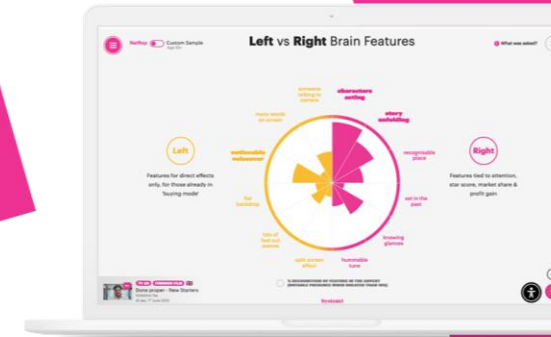 Left vs Right Brain Features
Custom Sample
What was asked?
someone
talking to
camera
characters
acting
many words
on screen
story
unfolding
noticeable
voiceover
recognisable
place
Left
Right
Features for direct effects
only, for those already in
'buying mode'
Features tied to attention,
star score, market share &
profit gain
flat
backdrop
set in the
past
lots of
fast cut
scenes
knowing
glances
split screen
effect
hummable
tune
Done proper - New Starters